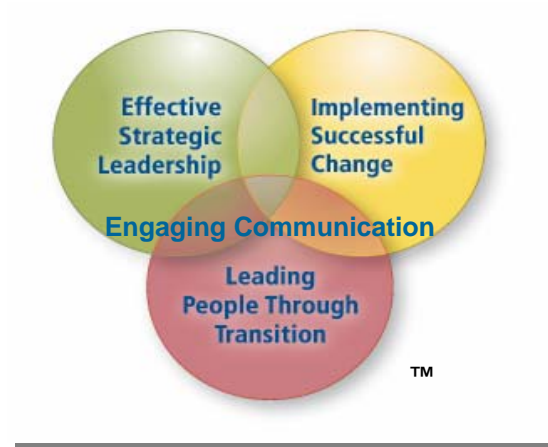 Effective
Strategic
Leadership
Implementing
Successful
Change
Engaging Communication
Leading
People Through
Transition
TM